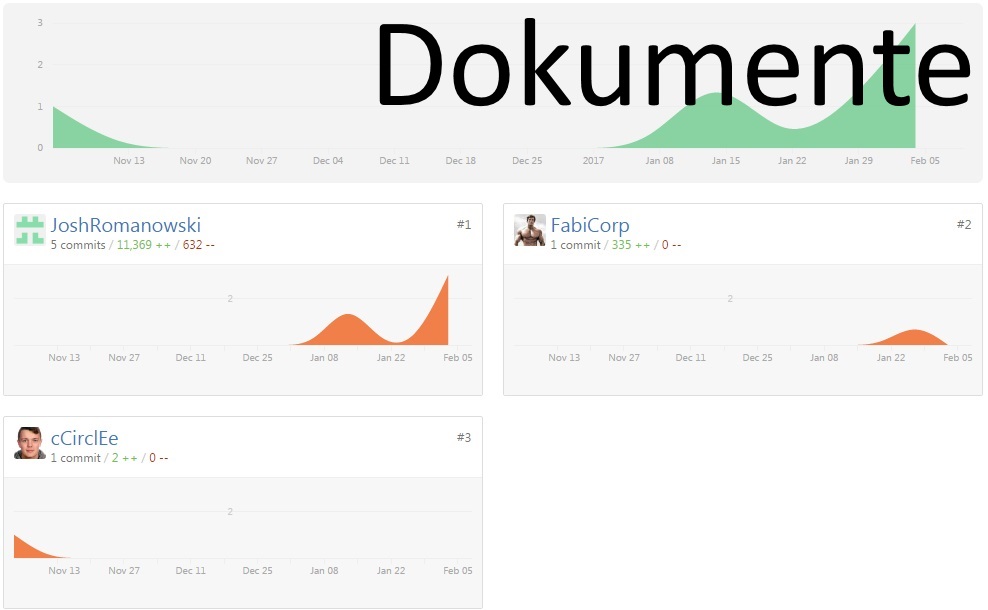 Dokumente
3
2
1
0
Nov 13 Nov 20 Nov 27 Dec 04 Dec 11 Dec 18 Dec 25 2017 Jan 08 Jan 15 Jan 22 Jan 29 Feb 05
JoshRomanowski #1
5 commits / 11,369 ++ / 632 --
2
Nov 13 Nov 27 Dec 11 Dec 25 Jan 08 Jan 22 Feb 05
FabiCorp #2
1 commit / 335 ++ / 0 --
2
Nov 13 Nov 27 Dec 11 Dec 25 Jan 08 Jan 22 Feb 05
cCirclEe #3
1 commit / 2 ++ / 0 --
2
Nov 13 Nov 27 Dec 11 Dec 25 Jan 08 Jan 22 Feb 05